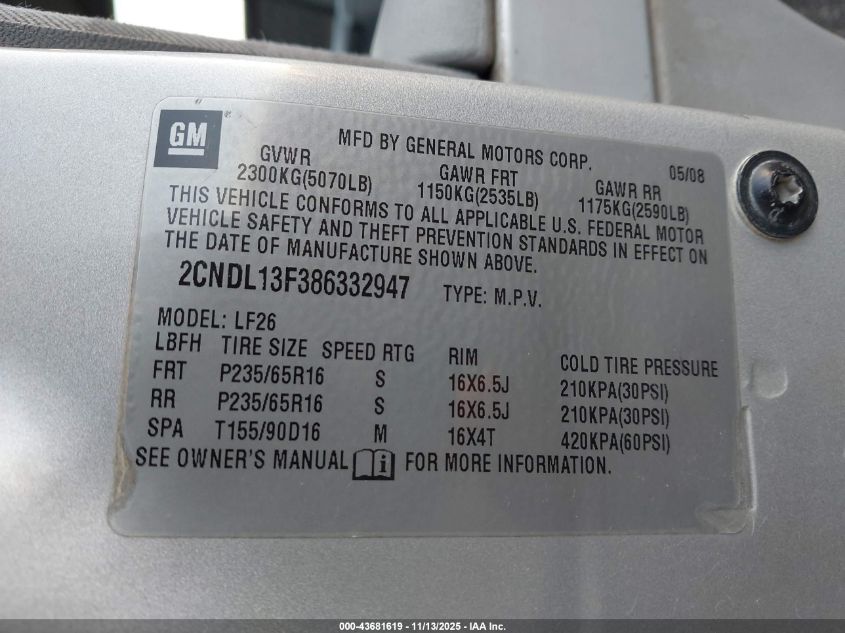 GM
MFD BY GENERAL MOTORS CORP. 05/08
GVWR GAWR FRT GAWR RR
2300KG(5070LB) 1150KG(2535LB) 1175KG(2590LB)
THIS VEHICLE CONFORMS TO ALL APPLICABLE U.S. FEDERAL MOTOR
VEHICLE SAFETY AND THEFT PREVENTION STANDARDS IN EFFECT ON
THE DATE OF MANUFACTURE SHOWN ABOVE.
2CNDL13F386332947 TYPE: M.P.V.
MODEL: LF26
LBFH TIRE SIZE SPEED RTG RIM COLD TIRE PRESSURE
FRT P235/65R16 S 16X6.5J 210KPA(30PSI)
RR P235/65R16 S 16X6.5J 210KPA(30PSI)
SPA T155/90D16 M 16X4T 420KPA(60PSI)
SEE OWNER'S MANUAL i FOR MORE INFORMATION.
000-43681619 - 11/13/2025 - IAA Inc.